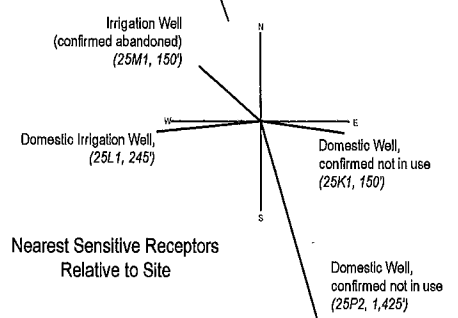 Irrigation Well
(confirmed abandoned)
(25M1, 150')
N
W
E
S
Domestic Irrigation Well,
(25L1, 245')
Domestic Well,
confirmed not in use
(25K1, 150')
Nearest Sensitive Receptors
Relative to Site
Domestic Well,
confirmed not in use
(25P2, 1,425')